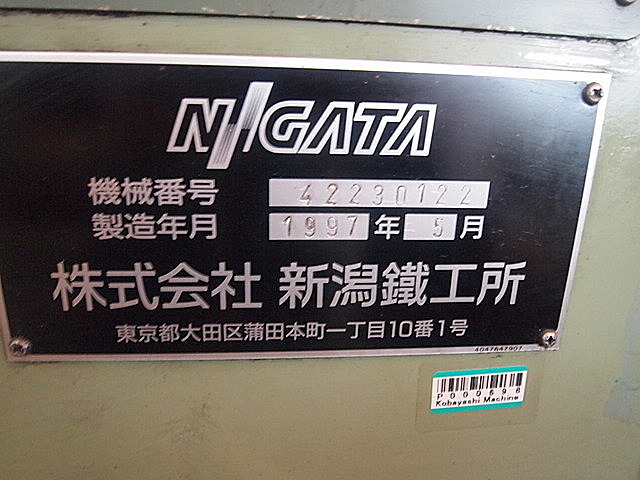 NIIGATA
機械番号 42230122
製造年月 1997年5月
株式会社 新潟鐵工所
東京都大田区蒲田本町一丁目10番1号
4047647907
P000696
Kobayashi Machine